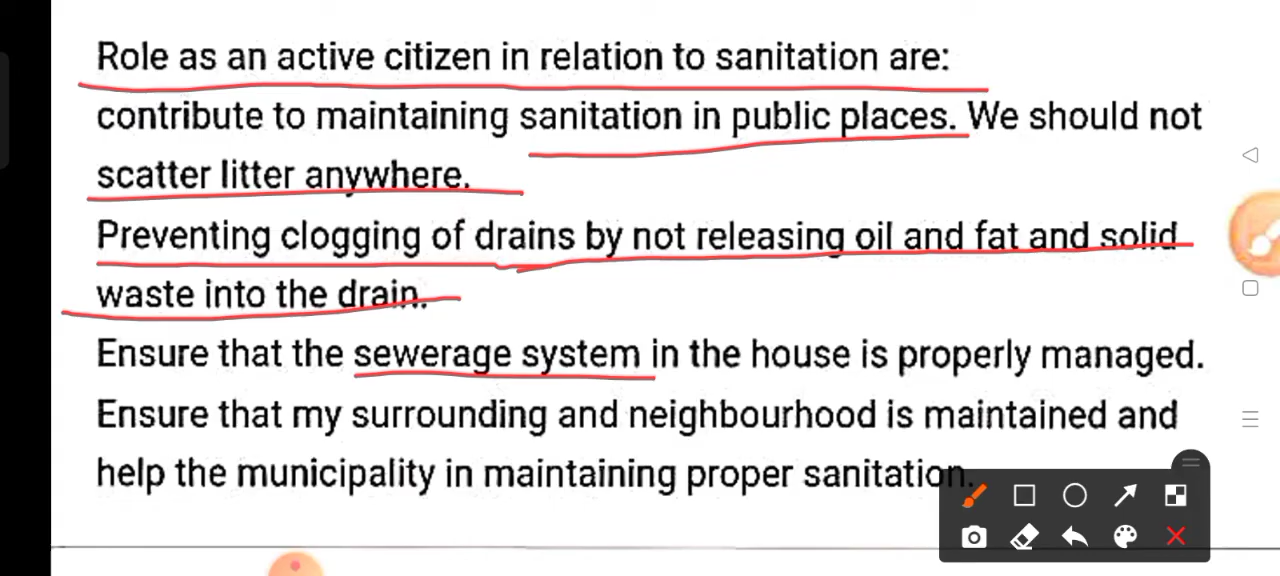 Role as an active citizen in relation to sanitation are:
contribute to maintaining sanitation in public places. We should not
scatter litter anywhere.
Preventing clogging of drains by not releasing oil and fat and solid
waste into the drain.
Ensure that the sewerage system in the house is properly managed.
Ensure that my surrounding and neighbourhood is maintained and
help the municipality in maintaining proper sanitation.